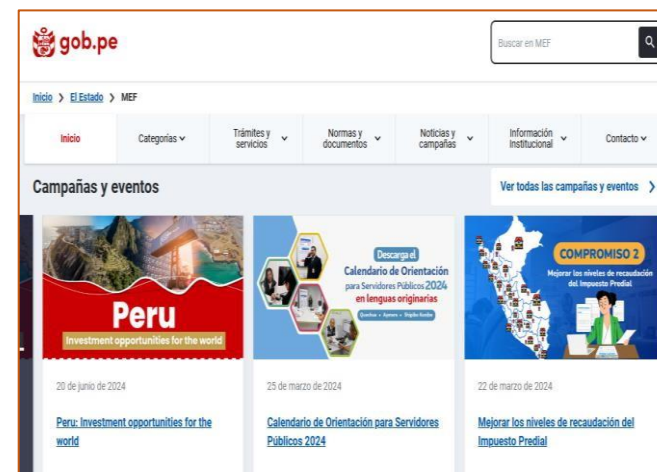 gob.pe
Buscar en MEF
Inicio > El Estado > MEF
Inicio
Categorías
Trámites y servicios
Normas y documentos
Noticias y campañas
Información Institucional
Contacto
Campañas y eventos
Ver todas las campañas y eventos >
Peru
Investment opportunities for the world
20 de junio de 2024
Peru: Investment opportunities for the
world
Descarga el
Calendario de Orientación
para Servidores Públicos 2024
en lenguas originarias
25 de marzo de 2024
Calendario de Orientación para Servidores
Públicos 2024
COMPROMISO 2
Mejorar los niveles de recaudación
del Impuesto Predial
22 de marzo de 2024
Mejorar los niveles de recaudación del
Impuesto Predial